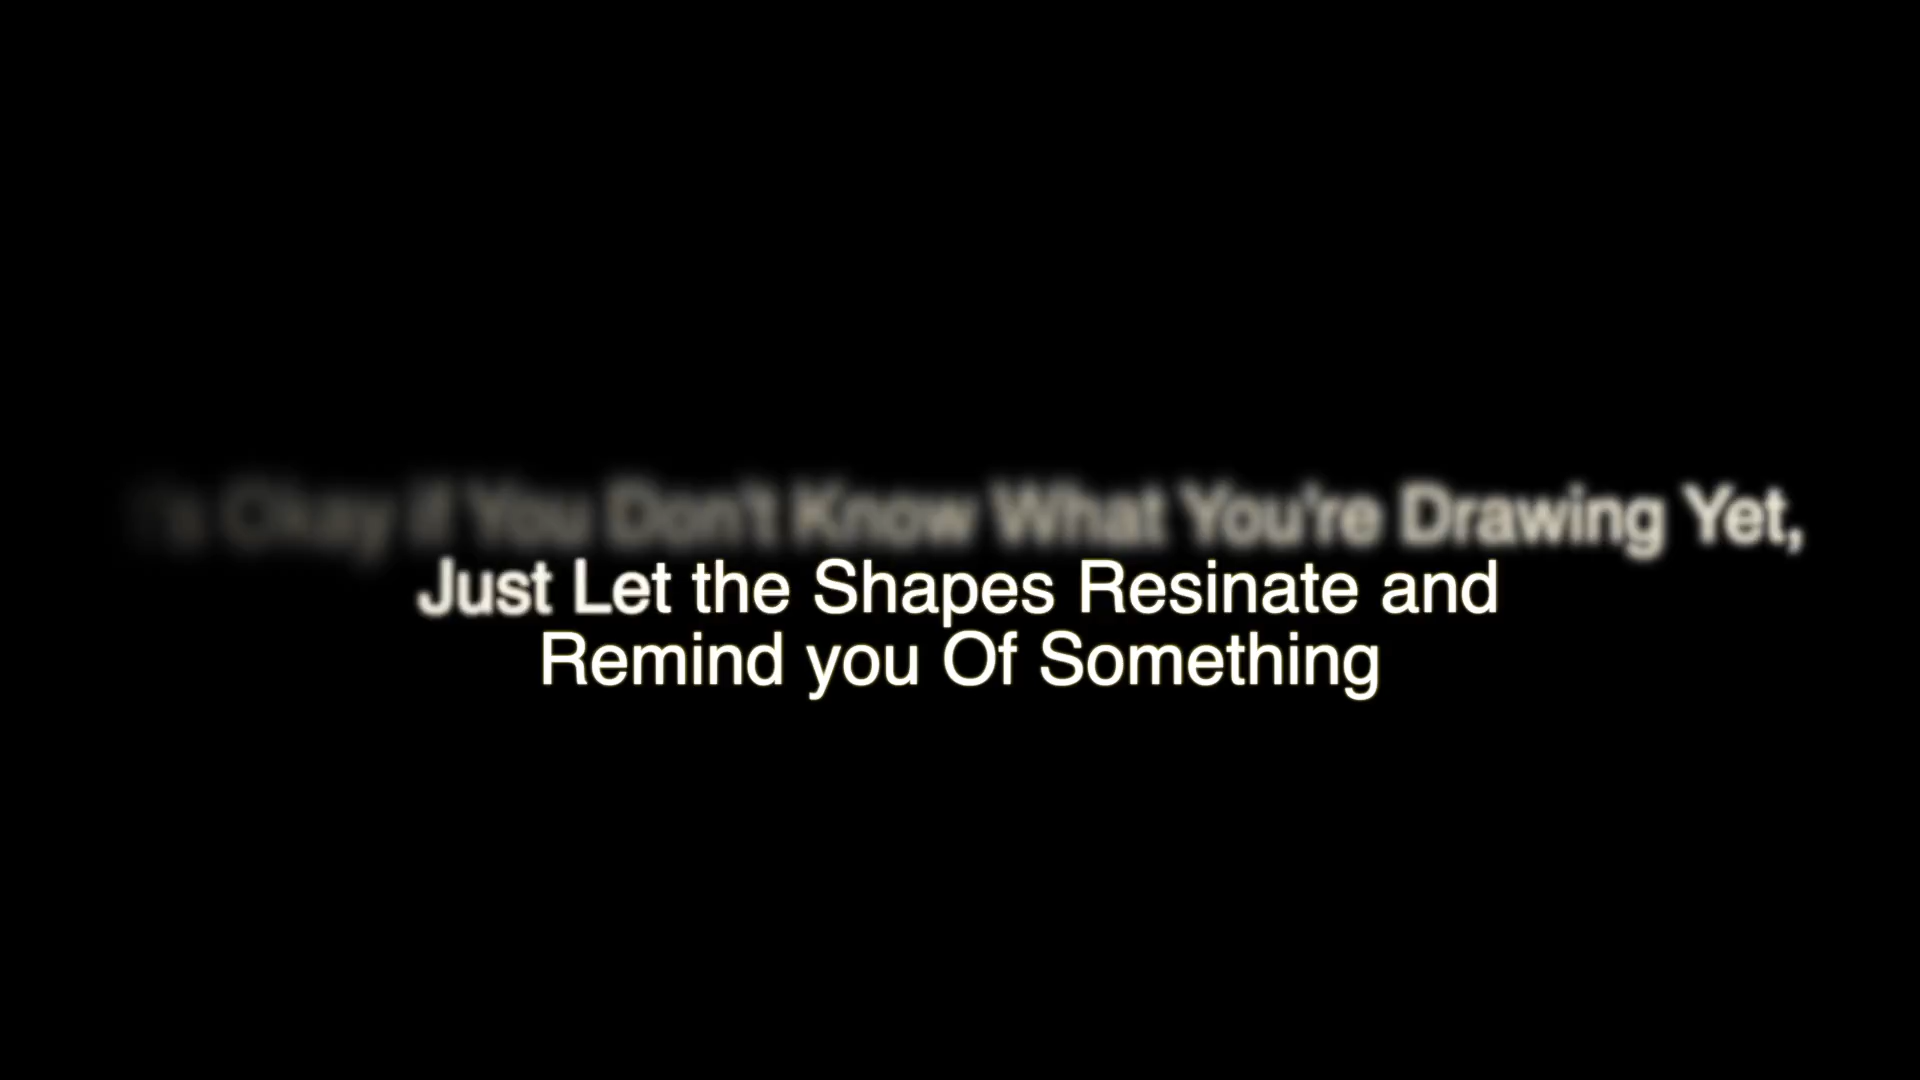 's Okay if You Don't Know What You're Drawing Yet,
Just Let the Shapes Resinate and
Remind you Of Something